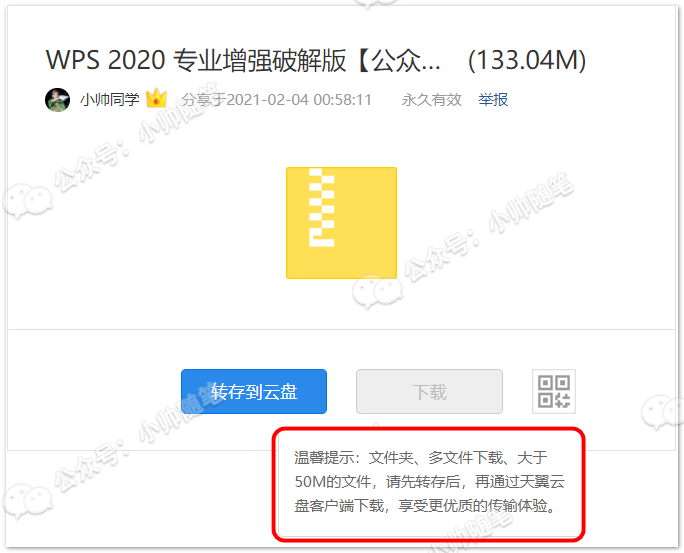 WPS 2020 专业增强破解版【公众... (133.04M)
小帅同学 分享于2021-02-04 00:58:11 永久有效 举报
公众号：小帅随笔
公众号：小帅随笔
转存到云盘 下载
公众号：小帅随笔
温馨提示：文件夹、多文件下载、大于
50M的文件，请先转存后，再通过天翼云
盘客户端下载，享受更优质的传输体验。
小帅随笔